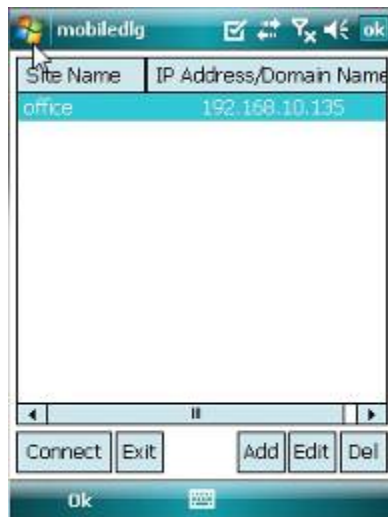 mobiledlg ok
Site Name IP Address/Domain Name
office 192.168.10.135
Connect Exit Add Edit Del
Ok